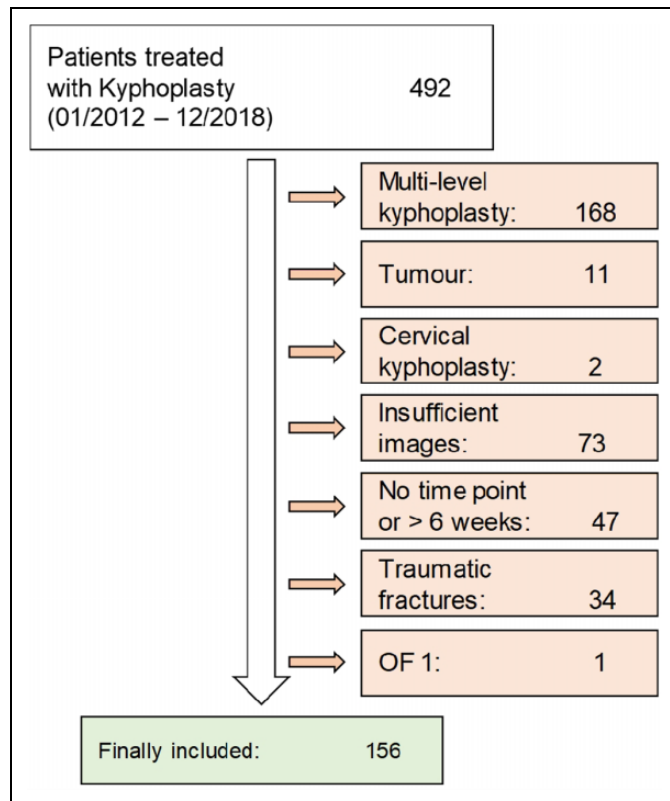 Patients treated
with Kyphoplasty 492
(01/2012 – 12/2018)
Multi-level
kyphoplasty: 168
Tumour: 11
Cervical
kyphoplasty: 2
Insufficient
images: 73
No time point
or > 6 weeks: 47
Traumatic
fractures: 34
OF 1: 1
Finally included: 156